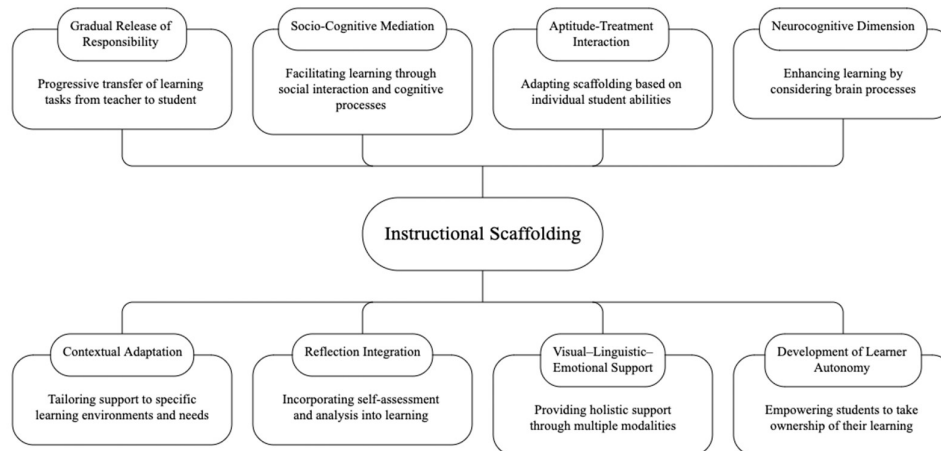 Gradual Release of
Responsibility
Progressive transfer of learning
tasks from teacher to student
Socio-Cognitive Mediation
Facilitating learning through
social interaction and cognitive
processes
Aptitude-Treatment
Interaction
Adapting scaffolding based on
individual student abilities
Neurocognitive Dimension
Enhancing learning by
considering brain processes
Instructional Scaffolding
Contextual Adaptation
Tailoring support to specific
learning environments and needs
Reflection Integration
Incorporating self-assessment
and analysis into learning
Visual–Linguistic–
Emotional Support
Providing holistic support
through multiple modalities
Development of Learner
Autonomy
Empowering students to take
ownership of their learning